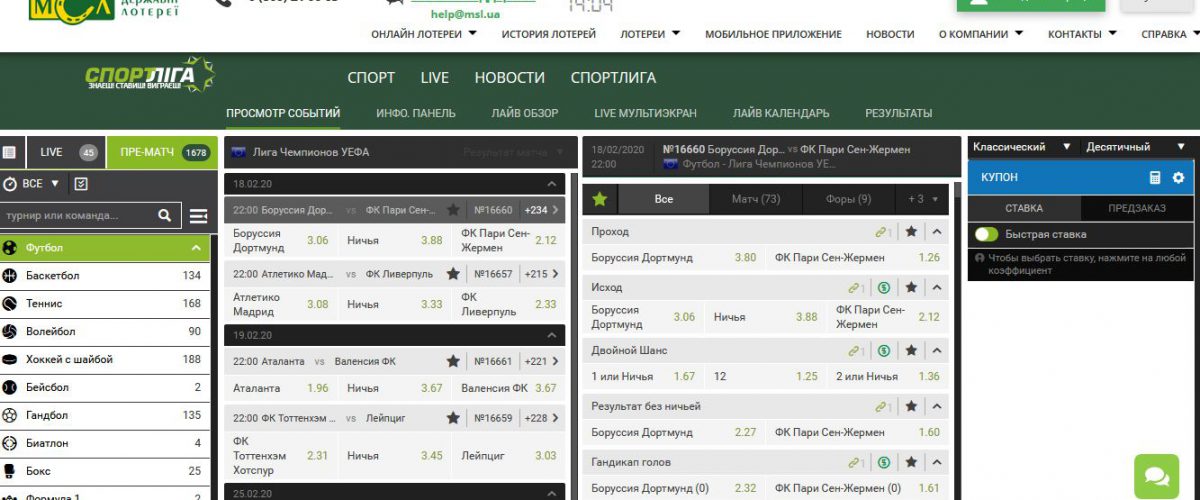 МСЛ
ДЕРЖАВНІ
ЛОТЕРЕЇ
help@msl.ua
14:04
ОНЛАЙН ЛОТЕРЕИ ИСТОРИЯ ЛОТЕРЕЙ ЛОТЕРЕИ МОБИЛЬНОЕ ПРИЛОЖЕНИЕ НОВОСТИ О КОМПАНИИ КОНТАКТЫ СПРАВКА
СПОРТЛІГА
ЗНАЄШ! СТАВИШ! ВИГРАЄШ!
СПОРТ LIVE НОВОСТИ СПОРТЛИГА
ПРОСМОТР СОБЫТИЙ ИНФО. ПАНЕЛЬ ЛАЙВ ОБЗОР LIVE МУЛЬТИЭКРАН ЛАЙВ КАЛЕНДАРЬ РЕЗУЛЬТАТЫ
LIVE 45 ПРЕ-МАТЧ 1678
ВСЕ
турнир или команда...
Футбол
Баскетбол 134
Теннис 168
Волейбол 90
Хоккей с шайбой 188
Бейсбол 2
Гандбол 135
Биатлон 4
Бокс 25
Формула 1 2
Лига Чемпионов УЕФА Результат матча
18.02.20
22:00 Боруссия Дор... vs ФК Пари Сен-... №16660 +234
Боруссия
Дортмунд 3.06 Ничья 3.88 ФК Пари Сен-
Жермен 2.12
22:00 Атлетико Мад... vs ФК Ливерпуль №16657 +215
Атлетико
Мадрид 3.08 Ничья 3.33 ФК
Ливерпуль 2.33
19.02.20
22:00 Аталанта vs Валенсия ФК №16661 +221
Аталанта 1.96 Ничья 3.67 Валенсия ФК 3.67
22:00 ФК Тоттенхэм ... vs Лейпциг №16659 +228
ФК
Тоттенхэм
Хотспур 2.31 Ничья 3.45 Лейпциг 3.03
25.02.20
18/02/2020
22:00
№16660 Боруссия Дор... vs ФК Пари Сен-Жермен
Футбол - Лига Чемпионов УЕ...
Все Матч (73) Форы (9) + 3
Проход 1
Боруссия Дортмунд 3.80 ФК Пари Сен-Жермен 1.26
Исход 1
Боруссия
Дортмунд 3.06 Ничья 3.88 ФК Пари Сен-
Жермен 2.12
Двойной Шанс 1
1 или Ничья 1.67 12 1.25 2 или Ничья 1.36
Результат без ничьей 1
Боруссия Дортмунд 2.27 ФК Пари Сен-Жермен 1.60
Гандикап голов 1
Боруссия Дортмунд (0) 2.32 ФК Пари Сен-Жермен (0) 1.61
Классический Десятичный
КУПОН
СТАВКА ПРЕДЗАКАЗ
Быстрая ставка
Чтобы выбрать ставку, нажмите на любой
коэффициент